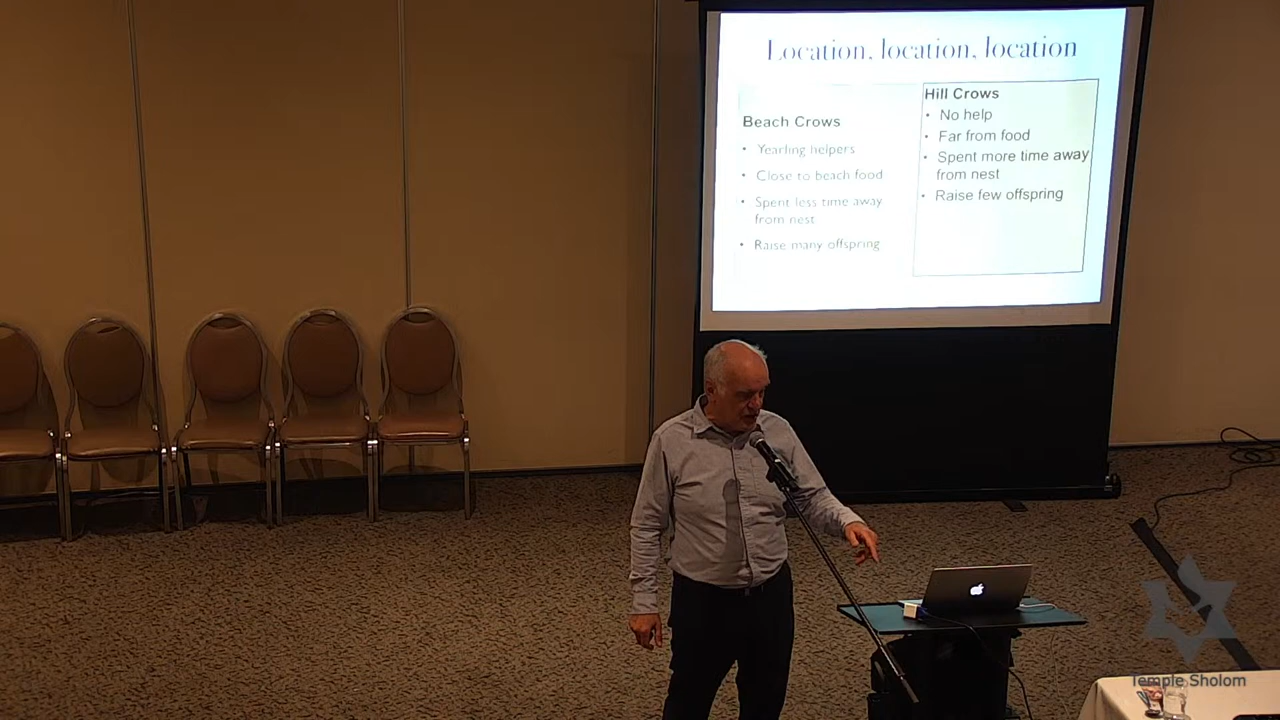 Location, location, location
Beach Crows
• Yearling helpers
• Close to beach food
• Spent less time away
from nest
• Raise many offspring
Hill Crows
• No help
• Far from food
• Spent more time away
from nest
• Raise few offspring
Temple Sholom